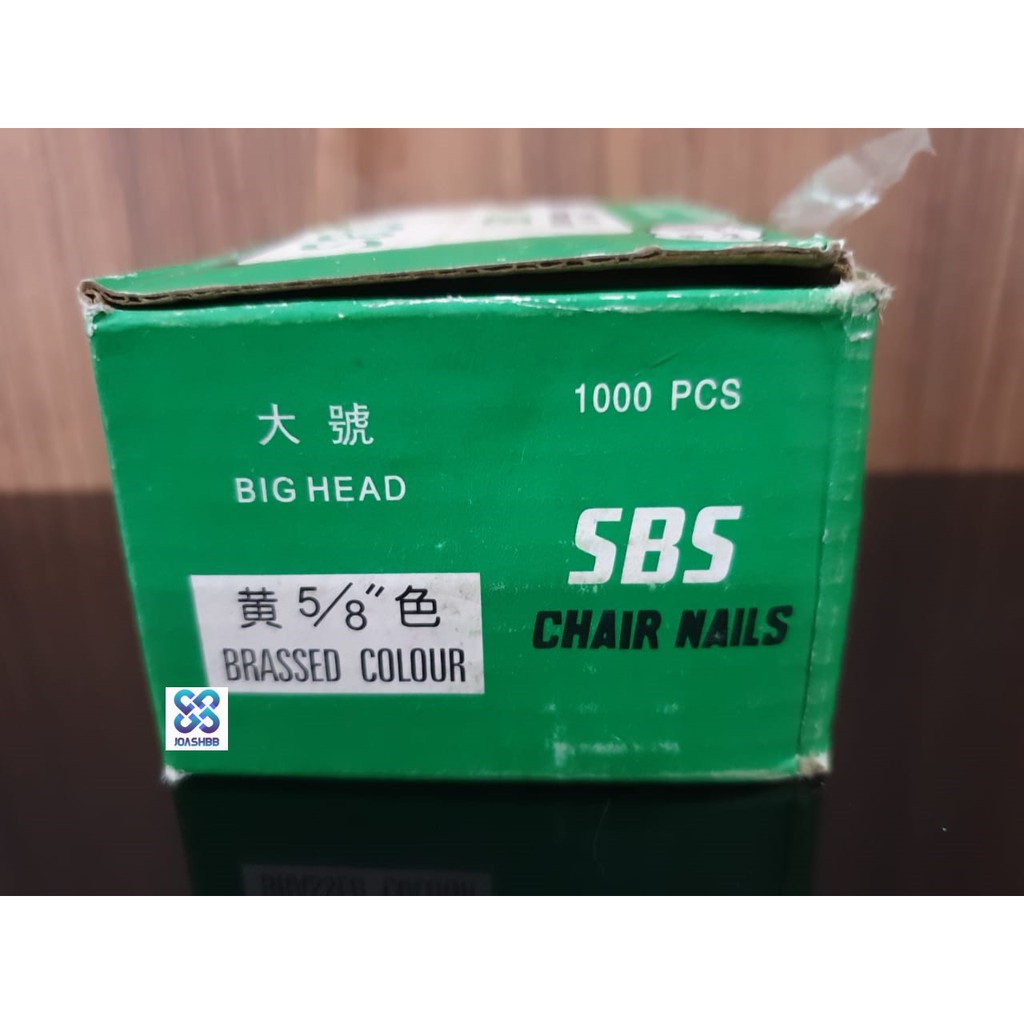 大號
BIG HEAD
1000 PCS
黄 5/8" 色
BRASSED COLOUR
SBS
CHAIR NAILS
JOASHBB